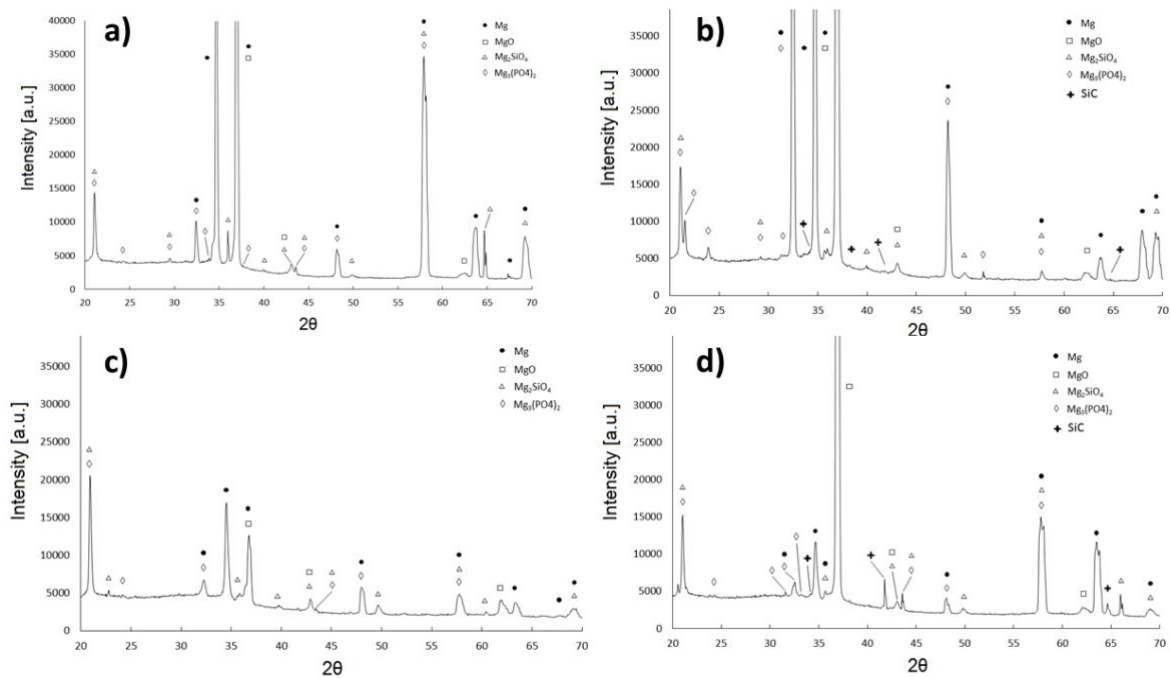 a)
Mg
MgO
Mg₂SiO₄
Mg₃(PO4)₂
Intensity [a.u.]
40000
35000
30000
25000
20000
15000
10000
5000
0
20 25 30 35 40 45 50 55 60 65 70
2θ
b)
Mg
MgO
Mg₂SiO₄
Mg₃(PO4)₂
SiC
Intensity [a.u.]
35000
30000
25000
20000
15000
10000
5000
0
20 25 30 35 40 45 50 55 60 65 70
2θ
c)
Mg
MgO
Mg₂SiO₄
Mg₃(PO4)₂
Intensity [a.u.]
35000
30000
25000
20000
15000
10000
5000
0
20 25 30 35 40 45 50 55 60 65 70
2θ
d)
Mg
MgO
Mg₂SiO₄
Mg₃(PO4)₂
SiC
Intensity [a.u.]
35000
30000
25000
20000
15000
10000
5000
0
20 25 30 35 40 45 50 55 60 65 70
2θ